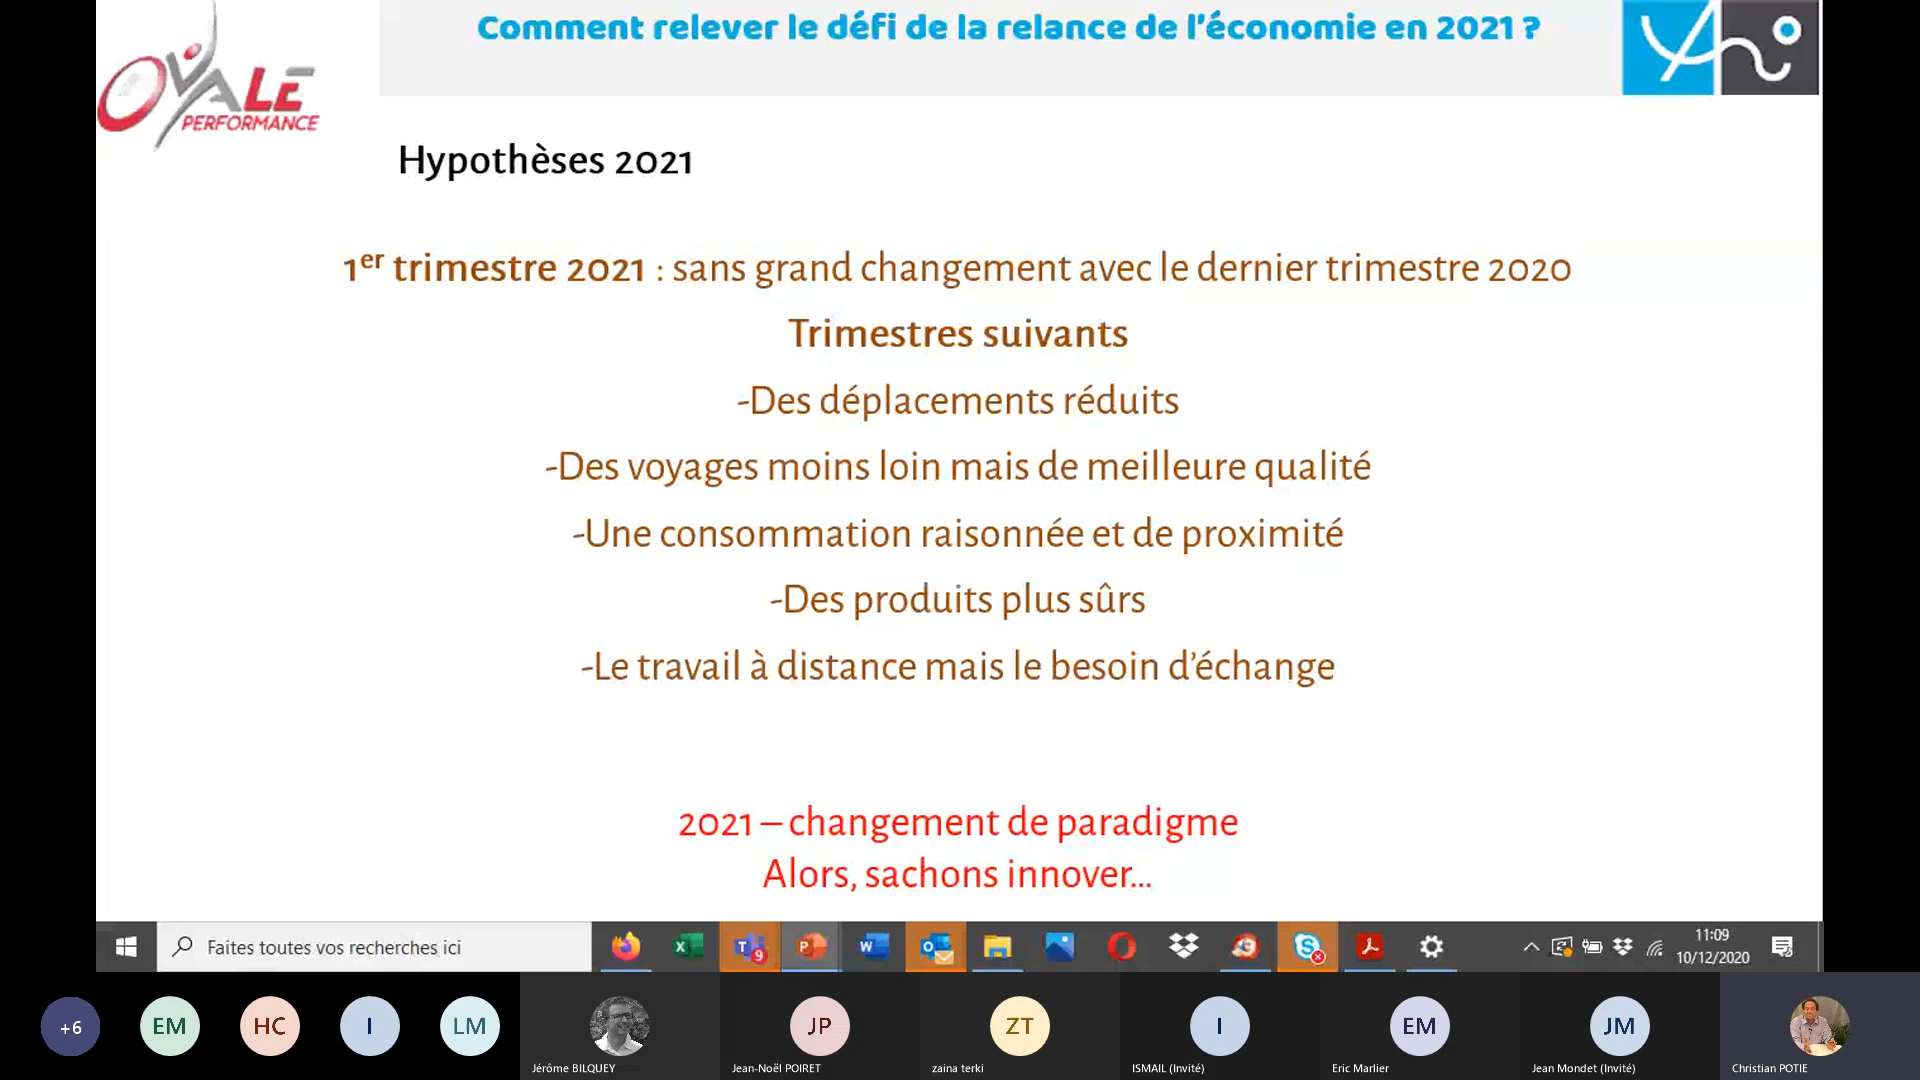 Comment relever le défi de la relance de l'économie en 2021 ?
OVALE
PERFORMANCE
Hypothèses 2021
1er trimestre 2021 : sans grand changement avec le dernier trimestre 2020
Trimestres suivants
-Des déplacements réduits
-Des voyages moins loin mais de meilleure qualité
-Une consommation raisonnée et de proximité
-Des produits plus sûrs
-Le travail à distance mais le besoin d'échange
2021 – changement de paradigme
Alors, sachons innover...
Faites toutes vos recherches ici
9
11:09
10/12/2020
+6
EM
HC
I
LM
JP
ZT
I
EM
JM
Jérôme BILQUEY
Jean-Noël POIRET
zaina terki
ISMAIL (Invité)
Eric Marlier
Jean Mondet (Invité)
Christian POTIE